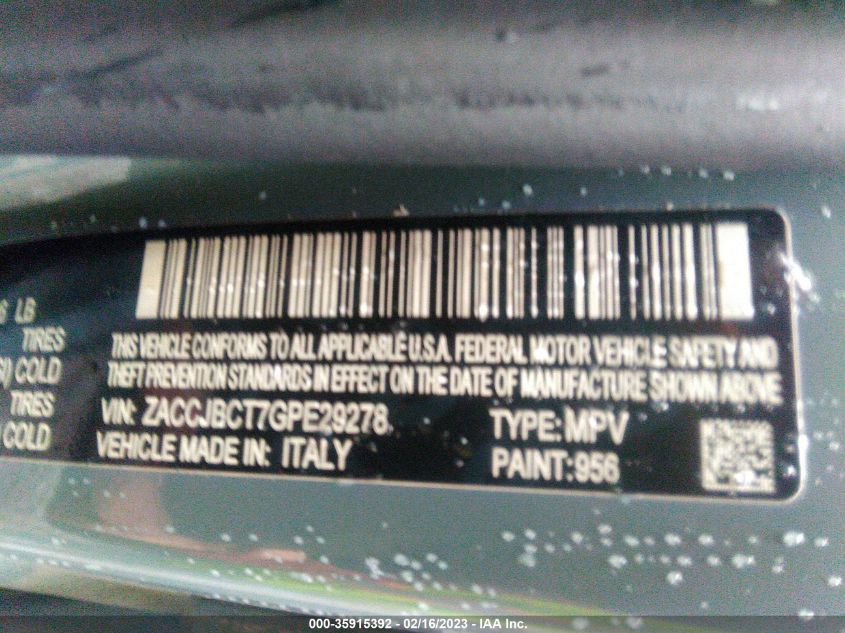 6 LB
TIRES
SI) COLD
TIRES
) COLD
THIS VEHICLE CONFORMS TO ALL APPLICABLE U.S.A. FEDERAL MOTOR VEHICLE SAFETY AND
THEFT PREVENTION STANDARDS IN EFFECT ON THE DATE OF MANUFACTURE SHOWN ABOVE
VIN: ZACCJBCT7GPE29278 TYPE: MPV
VEHICLE MADE IN: ITALY PAINT: 956
000-35915392 - 02/16/2023 - IAA Inc.